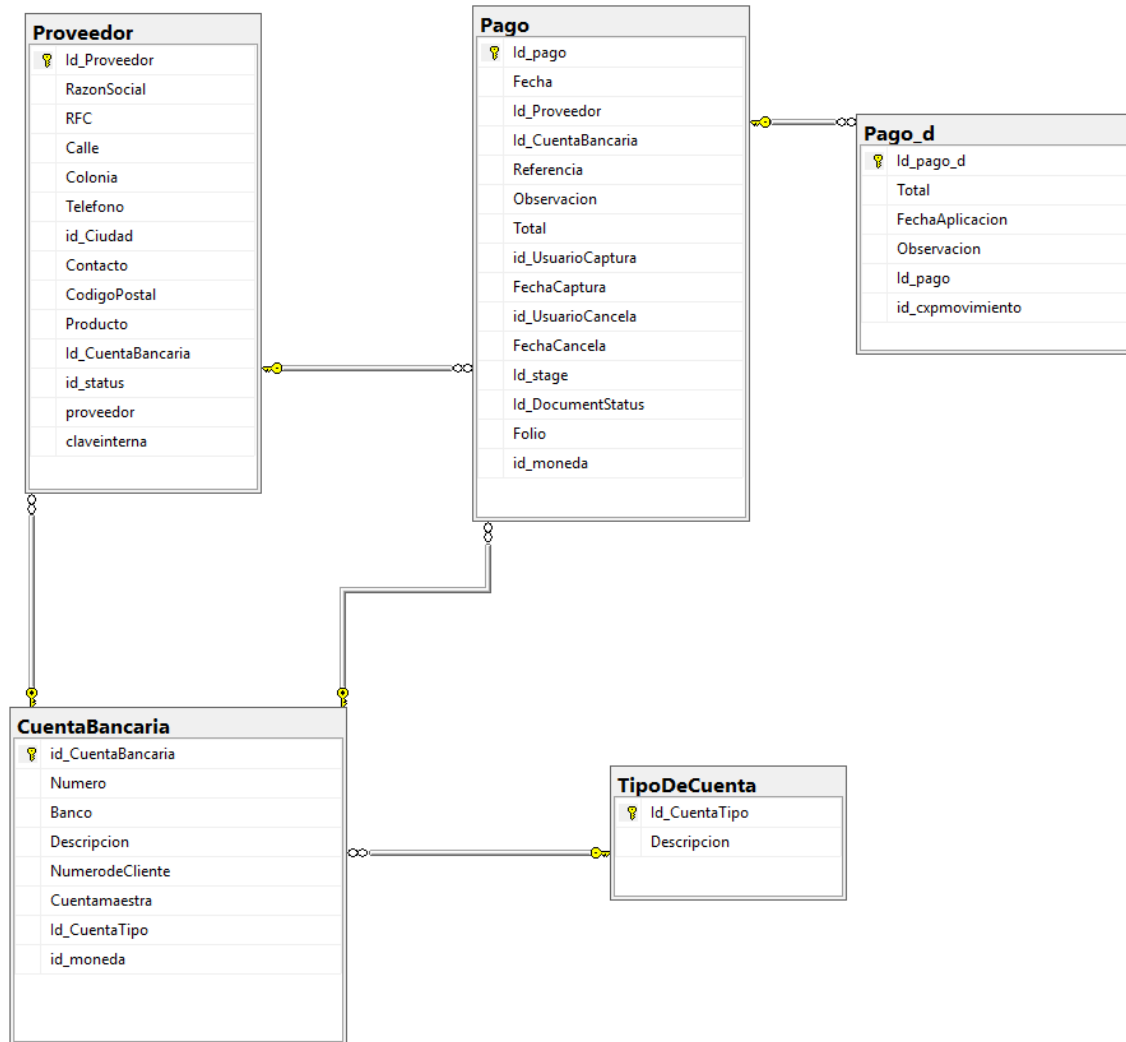 Proveedor
Id_Proveedor
RazonSocial
RFC
Calle
Colonia
Telefono
id_Ciudad
Contacto
CodigoPostal
Producto
Id_CuentaBancaria
id_status
proveedor
claveinterna
Pago
Id_pago
Fecha
Id_Proveedor
Id_CuentaBancaria
Referencia
Observacion
Total
id_UsuarioCaptura
FechaCaptura
id_UsuarioCancela
FechaCancela
Id_stage
Id_DocumentStatus
Folio
id_moneda
Pago_d
Id_pago_d
Total
FechaAplicacion
Observacion
Id_pago
id_cxpmovimiento
CuentaBancaria
id_CuentaBancaria
Numero
Banco
Descripcion
NumerodeCliente
Cuentamaestra
Id_CuentaTipo
id_moneda
TipoDeCuenta
Id_CuentaTipo
Descripcion